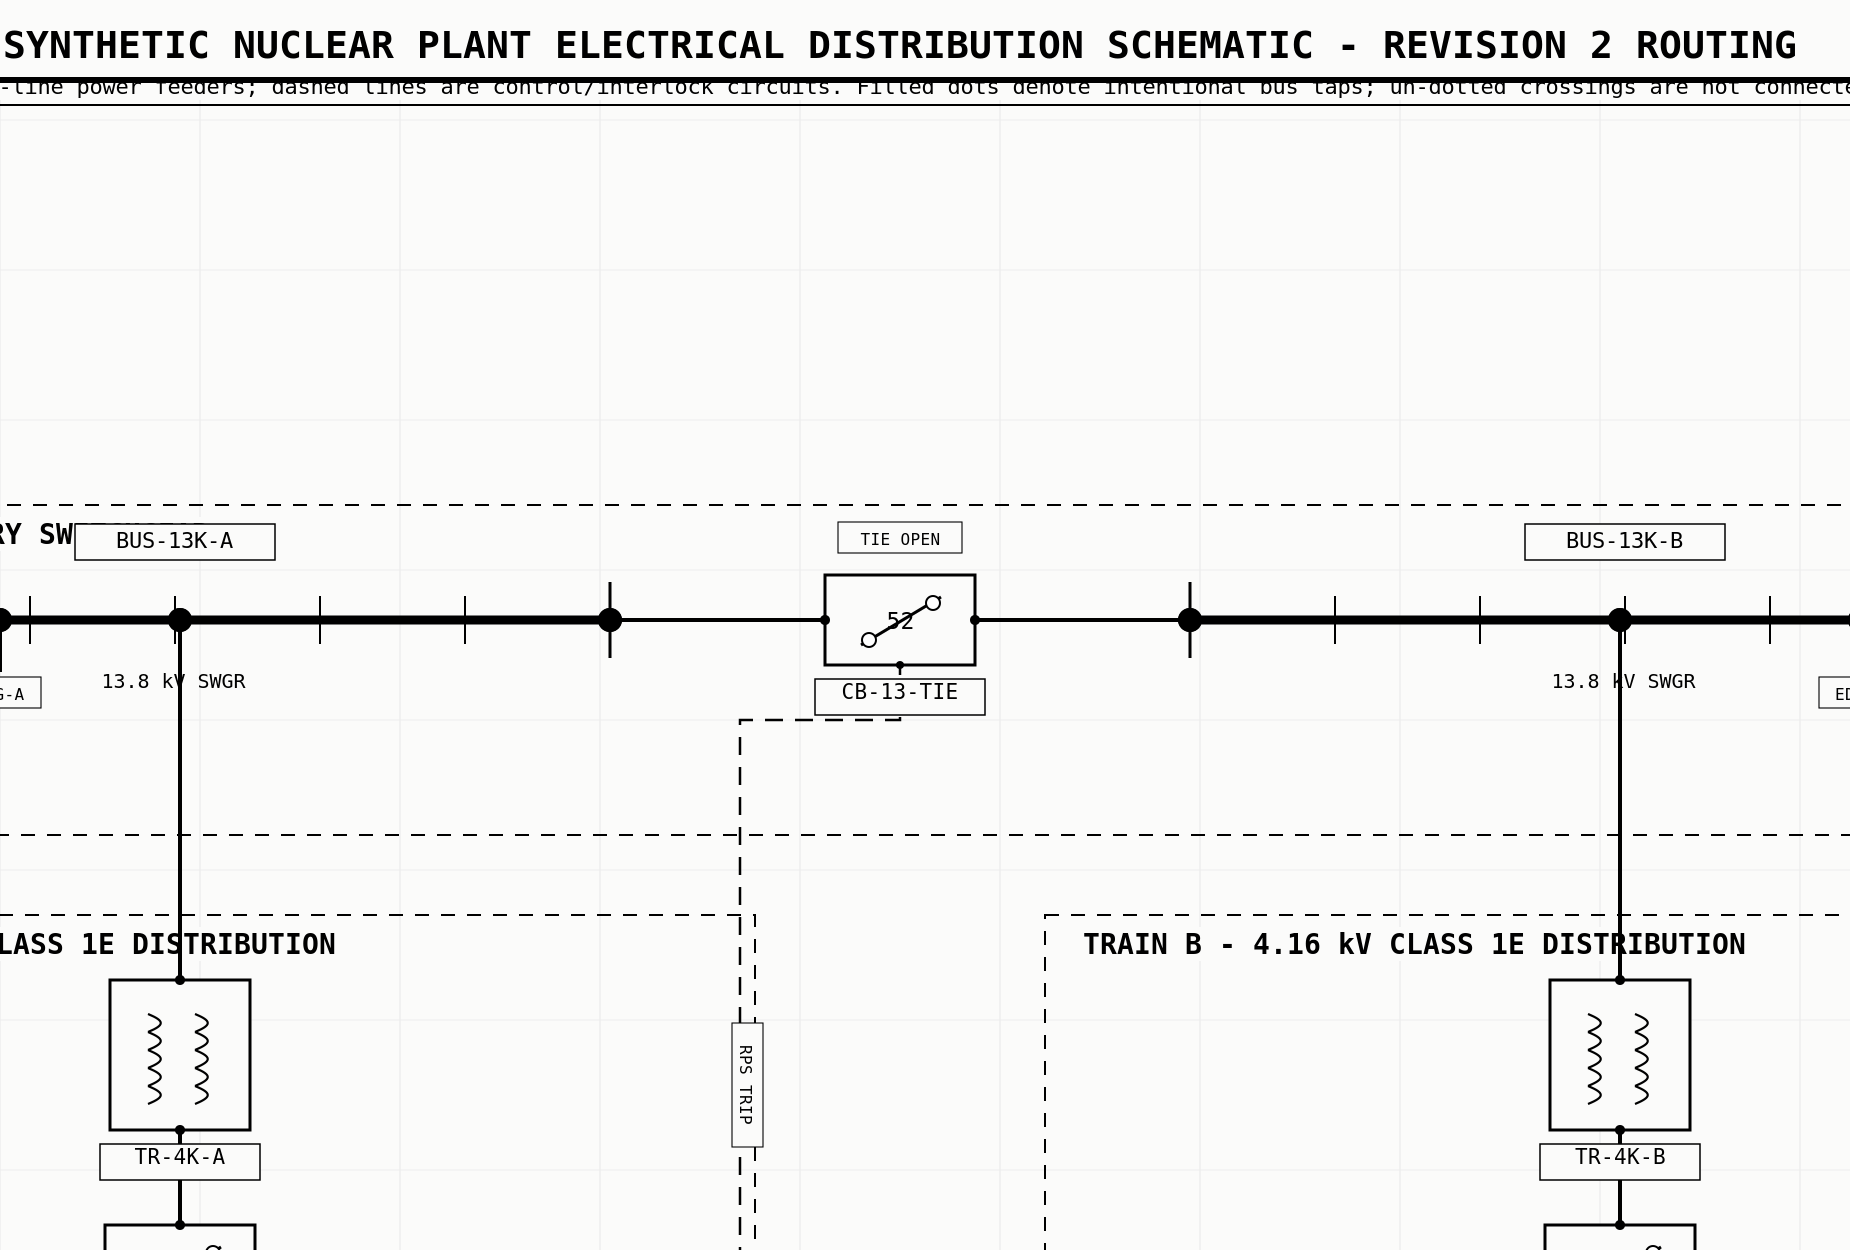 SYNTHETIC NUCLEAR PLANT ELECTRICAL DISTRIBUTION SCHEMATIC - REVISION 2 ROUTING
-line power feeders; dashed lines are control/interlock circuits. Filled dots denote intentional bus taps; un-dotted crossings are not connecte
RY SW
BUS-13K-A
TIE OPEN
BUS-13K-B
52
13.8 kV SWGR
13.8 kV SWGR
G-A
CB-13-TIE
ED
LASS 1E DISTRIBUTION
TRAIN B - 4.16 kV CLASS 1E DISTRIBUTION
RPS TRIP
TR-4K-A
TR-4K-B